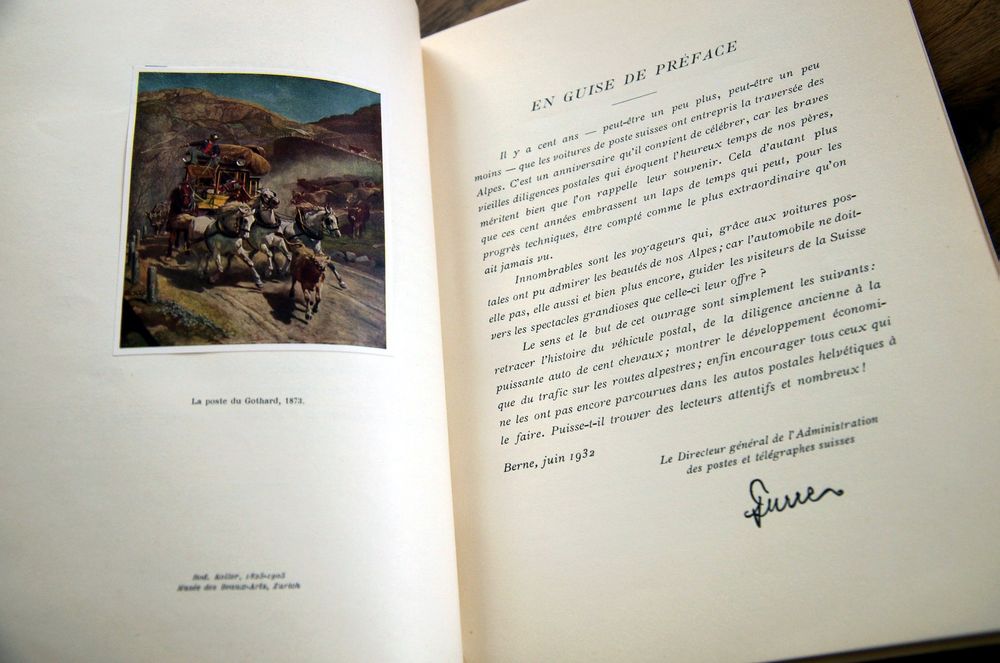 La poste du Gothard, 1873.
Rod. Koller, 1828-1905
Musée des Beaux-Arts, Zurich
EN GUISE DE PRÉFACE
Il y a cent ans — peut-être un peu plus, peut-être un peu
moins — que les voitures de poste suisses ont entrepris la traversée des
Alpes. C'est un anniversaire qu'il convient de célébrer, car les braves
vieilles diligences postales qui évoquent l'heureux temps de nos pères,
méritent bien que l'on rappelle leur souvenir. Cela d'autant plus
que ces cent années embrassent un laps de temps qui peut, pour les
progrès techniques, être compté comme le plus extraordinaire qu'on
ait jamais vu.
Innombrables sont les voyageurs qui, grâce aux voitures pos-
tales ont pu admirer les beautés de nos Alpes; car l'automobile ne doit-
elle pas, elle aussi et bien plus encore, guider les visiteurs de la Suisse
vers les spectacles grandioses que celle-ci leur offre ?
Le sens et le but de cet ouvrage sont simplement les suivants:
retracer l'histoire du véhicule postal, de la diligence ancienne à la
puissante auto de cent chevaux; montrer le développement économi-
que du trafic sur les routes alpestres; enfin encourager tous ceux qui
ne les ont pas encore parcourues dans les autos postales helvétiques à
le faire. Puisse-t-il trouver des lecteurs attentifs et nombreux!
Berne, juin 1932
Le Directeur général de l'Administration
des postes et télégraphes suisses
Furrer